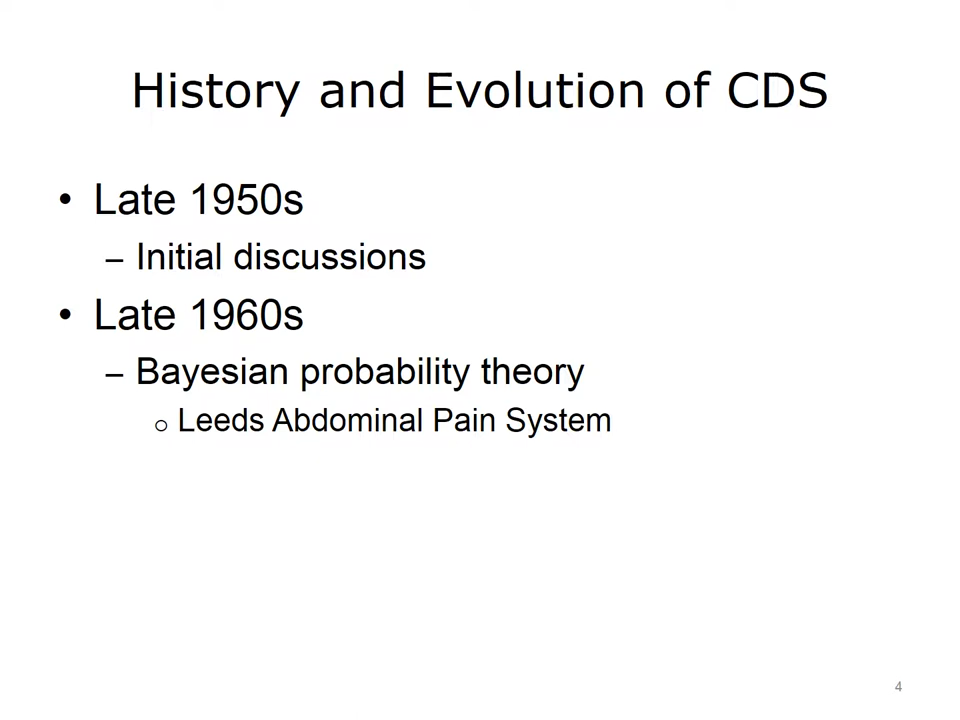 History and Evolution of CDS
• Late 1950s
– Initial discussions
• Late 1960s
– Bayesian probability theory
o Leeds Abdominal Pain System
4